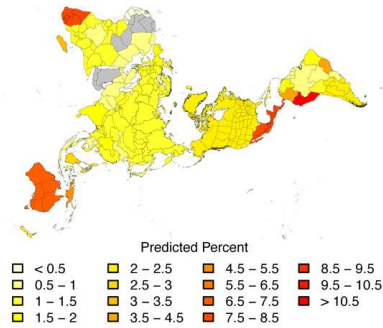 Predicted Percent
< 0.5
0.5 – 1
1 – 1.5
1.5 – 2
2 – 2.5
2.5 – 3
3 – 3.5
3.5 – 4.5
4.5 – 5.5
5.5 – 6.5
6.5 – 7.5
7.5 – 8.5
8.5 – 9.5
9.5 – 10.5
> 10.5